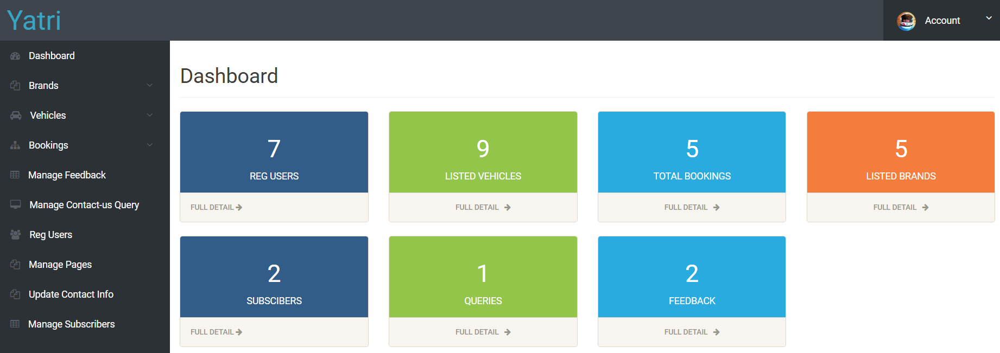 Yatri
Account
Dashboard
Brands
Vehicles
Bookings
Manage Feedback
Manage Contact-us Query
Reg Users
Manage Pages
Update Contact Info
Manage Subscribers
Dashboard
7
REG USERS
FULL DETAIL
9
LISTED VEHICLES
FULL DETAIL
5
TOTAL BOOKINGS
FULL DETAIL
5
LISTED BRANDS
FULL DETAIL
2
SUBSCIBERS
FULL DETAIL
1
QUERIES
FULL DETAIL
2
FEEDBACK
FULL DETAIL